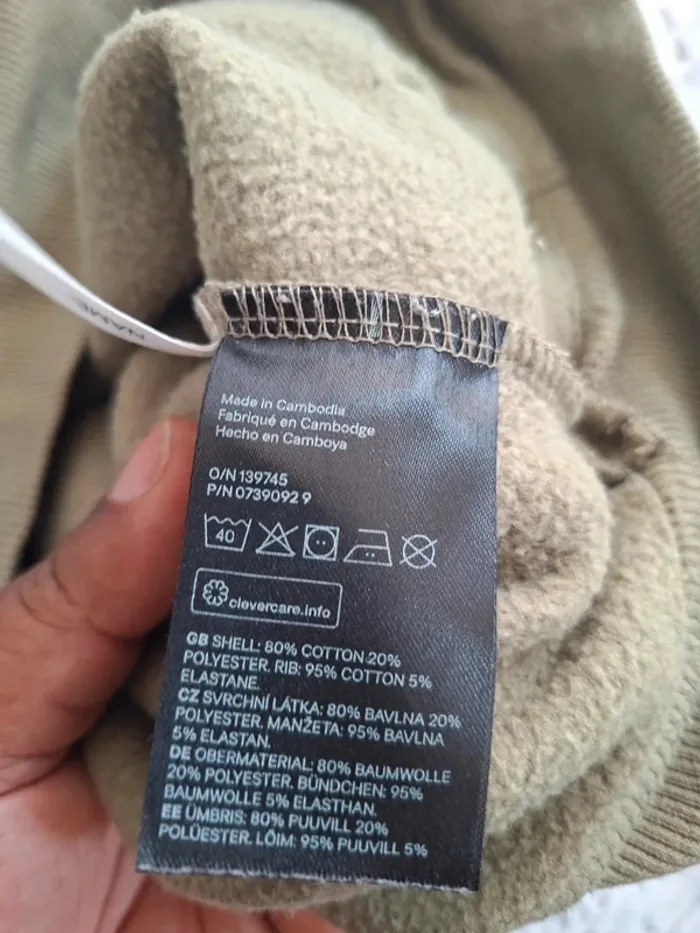 NAME
Made in Cambodia
Fabriqué en Cambodge
Hecho en Camboya
O/N 139745
P/N 0739092 9
40
clevercare.info
GB SHELL: 80% COTTON 20%
POLYESTER. RIB: 95% COTTON 5%
ELASTANE.
CZ SVRCHNÍ LÁTKA: 80% BAVLNA 20%
POLYESTER. MANŽETA: 95% BAVLNA
5% ELASTAN.
DE OBERMATERIAL: 80% BAUMWOLLE
20% POLYESTER. BÜNDCHEN: 95%
BAUMWOLLE 5% ELASTHAN.
EE ÜMBRIS: 80% PUUVILL 20%
POLÜESTER. LÕIM: 95% PUUVILL 5%